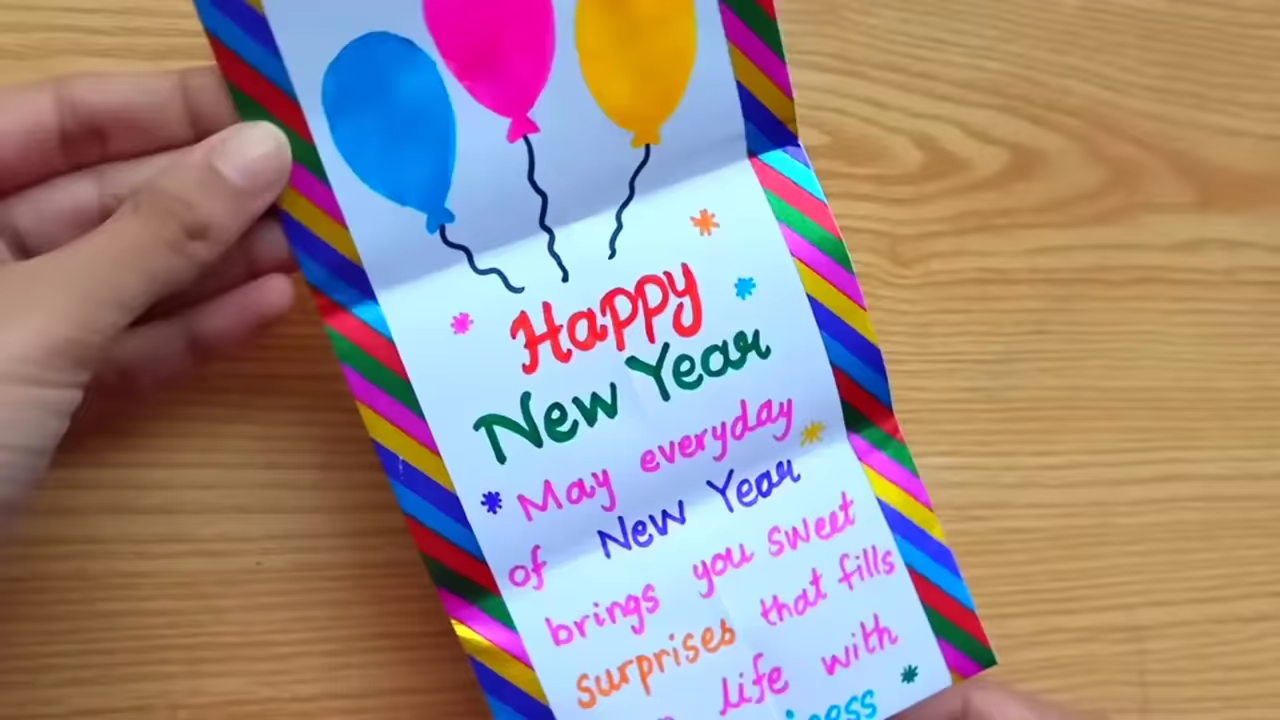 Happy
New Year
May everyday
of New Year
brings you sweet
surprises that fills
life with